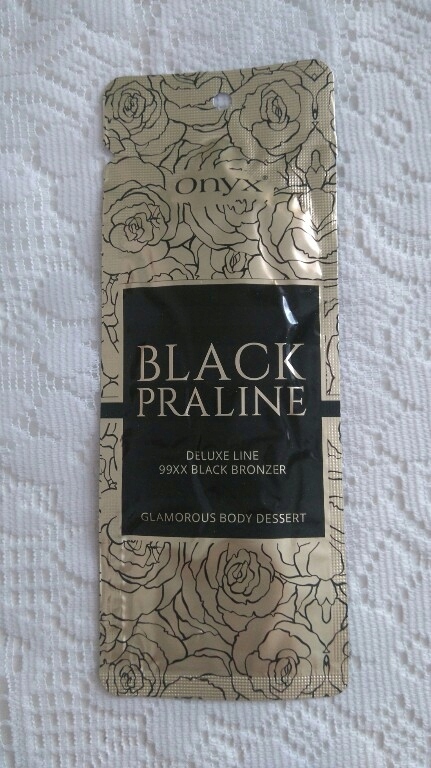 onyx
BLACK
PRALINE
DELUXE LINE
99XX BLACK BRONZER
GLAMOROUS BODY DESSERT